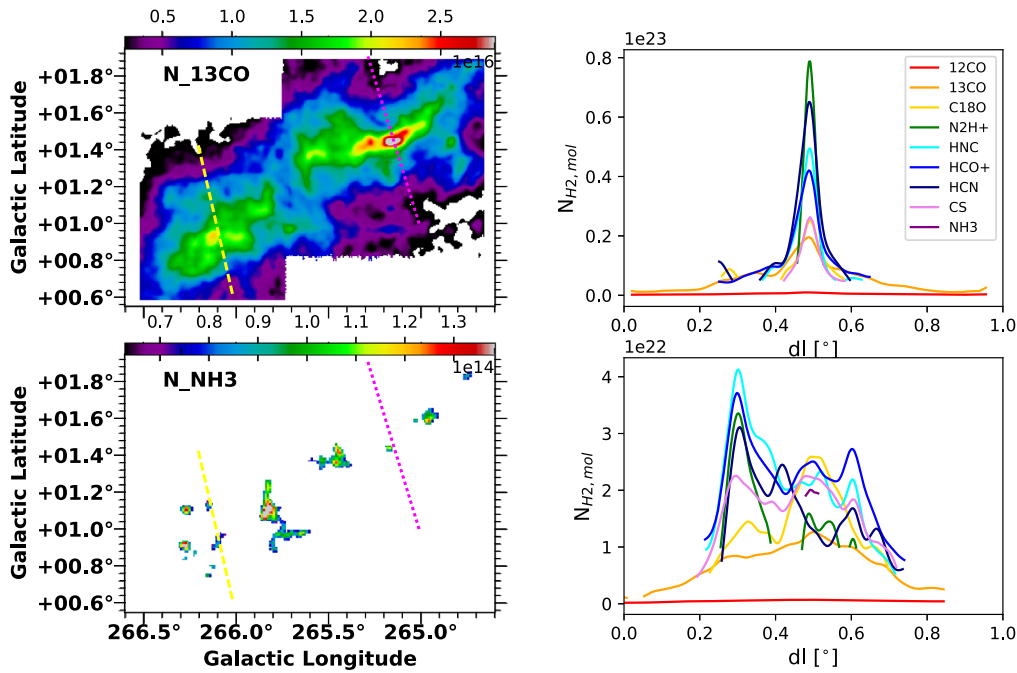 0.5 1.0 1.5 2.0 2.5
N_13CO
1e16
Galactic Latitude
+01.8°
+01.6°
+01.4°
+01.2°
+01.0°
+00.8°
+00.6°
0.7 0.8 0.9 1.0 1.1 1.2 1.3
N_NH3
1e14
Galactic Latitude
+01.8°
+01.6°
+01.4°
+01.2°
+01.0°
+00.8°
+00.6°
266.5° 266.0° 265.5° 265.0°
Galactic Longitude
1e23
N_{H2, mol}
0.8
0.6
0.4
0.2
0.0
12CO
13CO
C18O
N2H+
HNC
HCO+
HCN
CS
NH3
0.0 0.2 0.4 0.6 0.8 1.0
dl [°]
1e22
N_{H2, mol}
4
3
2
1
0
0.0 0.2 0.4 0.6 0.8 1.0
dl [°]